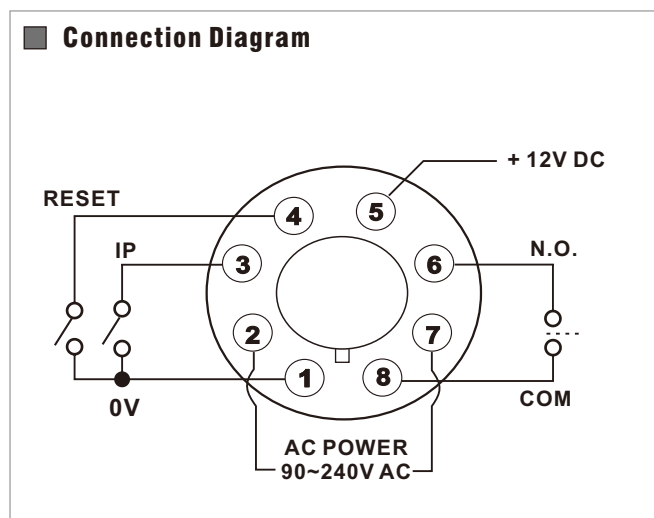 Connection Diagram
+ 12V DC
RESET
4
5
IP
3
6
N.O.
2
7
1
8
0V
COM
AC POWER
90~240V AC